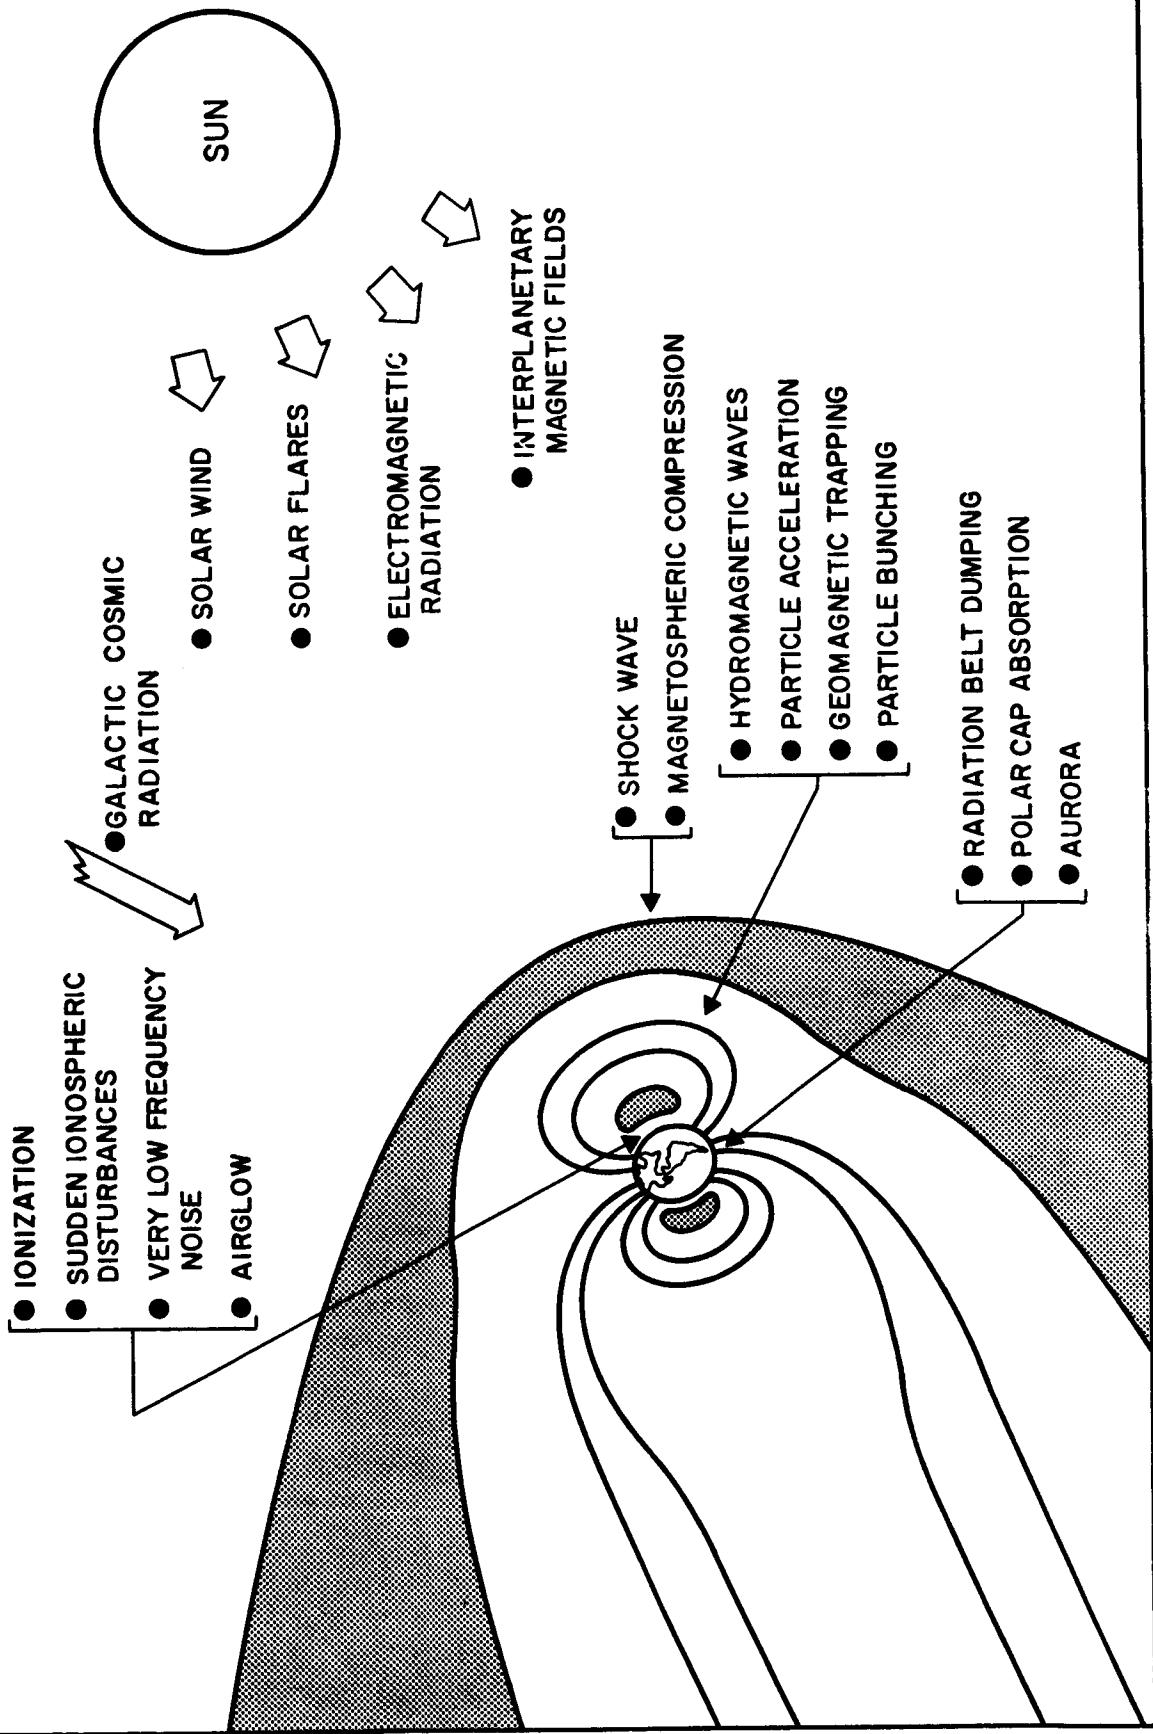 ● IONIZATION
● SUDDEN IONOSPHERIC
DISTURBANCES
● VERY LOW FREQUENCY
NOISE
● AIRGLOW
● GALACTIC COSMIC
RADIATION
SUN
● SOLAR WIND
● SOLAR FLARES
● ELECTROMAGNETIC
RADIATION
● INTERPLANETARY
MAGNETIC FIELDS
● SHOCK WAVE
● MAGNETOSPHERIC COMPRESSION
● HYDROMAGNETIC WAVES
● PARTICLE ACCELERATION
● GEOMAGNETIC TRAPPING
● PARTICLE BUNCHING
● RADIATION BELT DUMPING
● POLAR CAP ABSORPTION
● AURORA